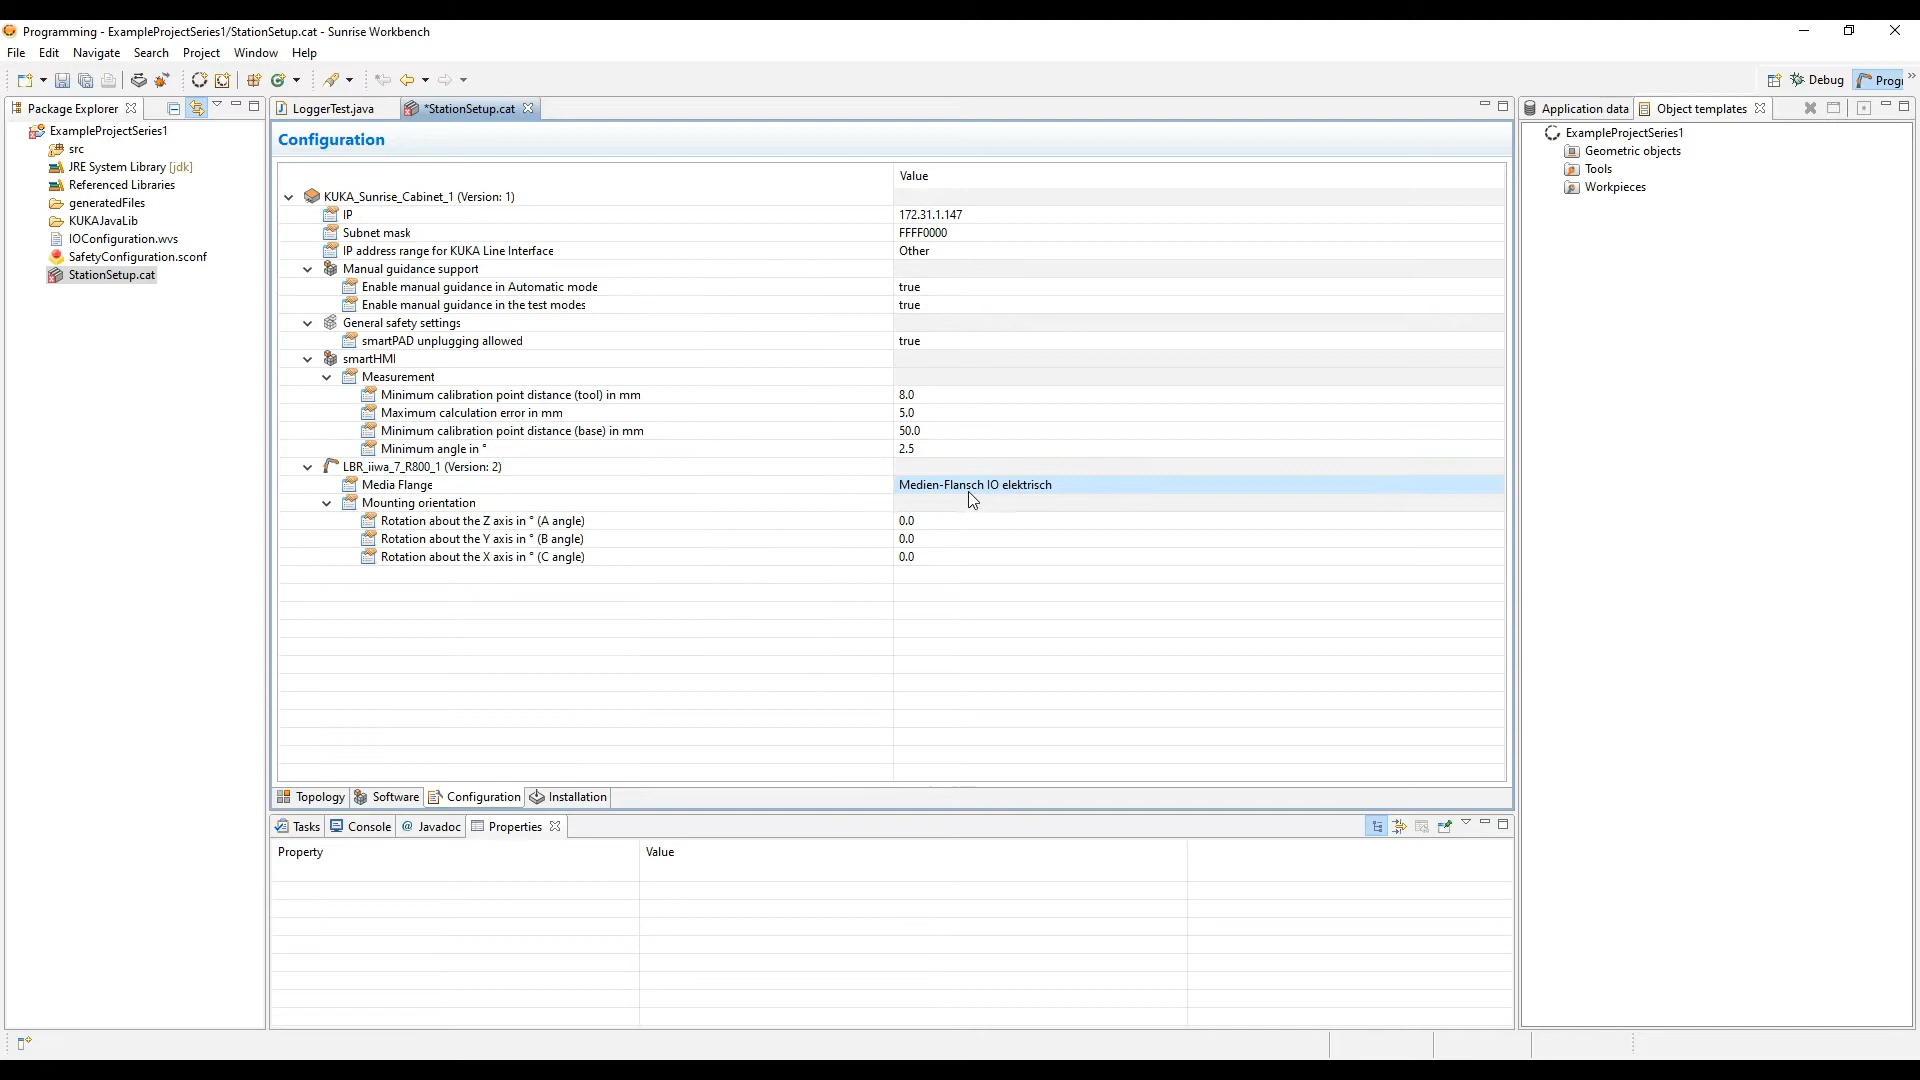 Programming - ExampleProjectSeries1/StationSetup.cat - Sunrise Workbench
File Edit Navigate Search Project Window Help
Debug Prog »
Package Explorer
ExampleProjectSeries1
src
JRE System Library [jdk]
Referenced Libraries
generatedFiles
KUKAJavaLib
IOConfiguration.wvs
SafetyConfiguration.sconf
StationSetup.cat
LoggerTest.java *StationSetup.cat
Configuration
Value
KUKA_Sunrise_Cabinet_1 (Version: 1)
IP 172.31.1.147
Subnet mask FFFF0000
IP address range for KUKA Line Interface Other
Manual guidance support
Enable manual guidance in Automatic mode true
Enable manual guidance in the test modes true
General safety settings
smartPAD unplugging allowed true
smartHMI
Measurement
Minimum calibration point distance (tool) in mm 8.0
Maximum calculation error in mm 5.0
Minimum calibration point distance (base) in mm 50.0
Minimum angle in ° 2.5
LBR_iiwa_7_R800_1 (Version: 2)
Media Flange Medien-Flansch IO elektrisch
Mounting orientation
Rotation about the Z axis in ° (A angle) 0.0
Rotation about the Y axis in ° (B angle) 0.0
Rotation about the X axis in ° (C angle) 0.0
Topology Software Configuration Installation
Tasks Console @ Javadoc Properties
Property Value
Application data Object templates
ExampleProjectSeries1
Geometric objects
Tools
Workpieces